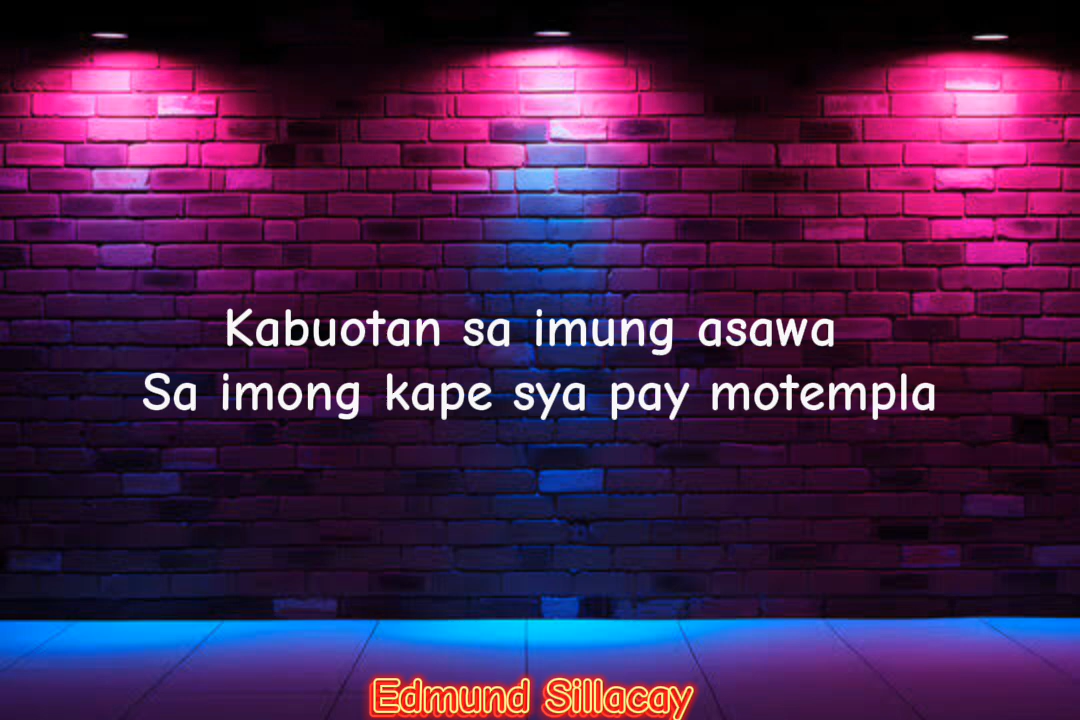 Kabuotan sa imung asawa
Sa imong kape sya pay motempla
Edmund Sillacay